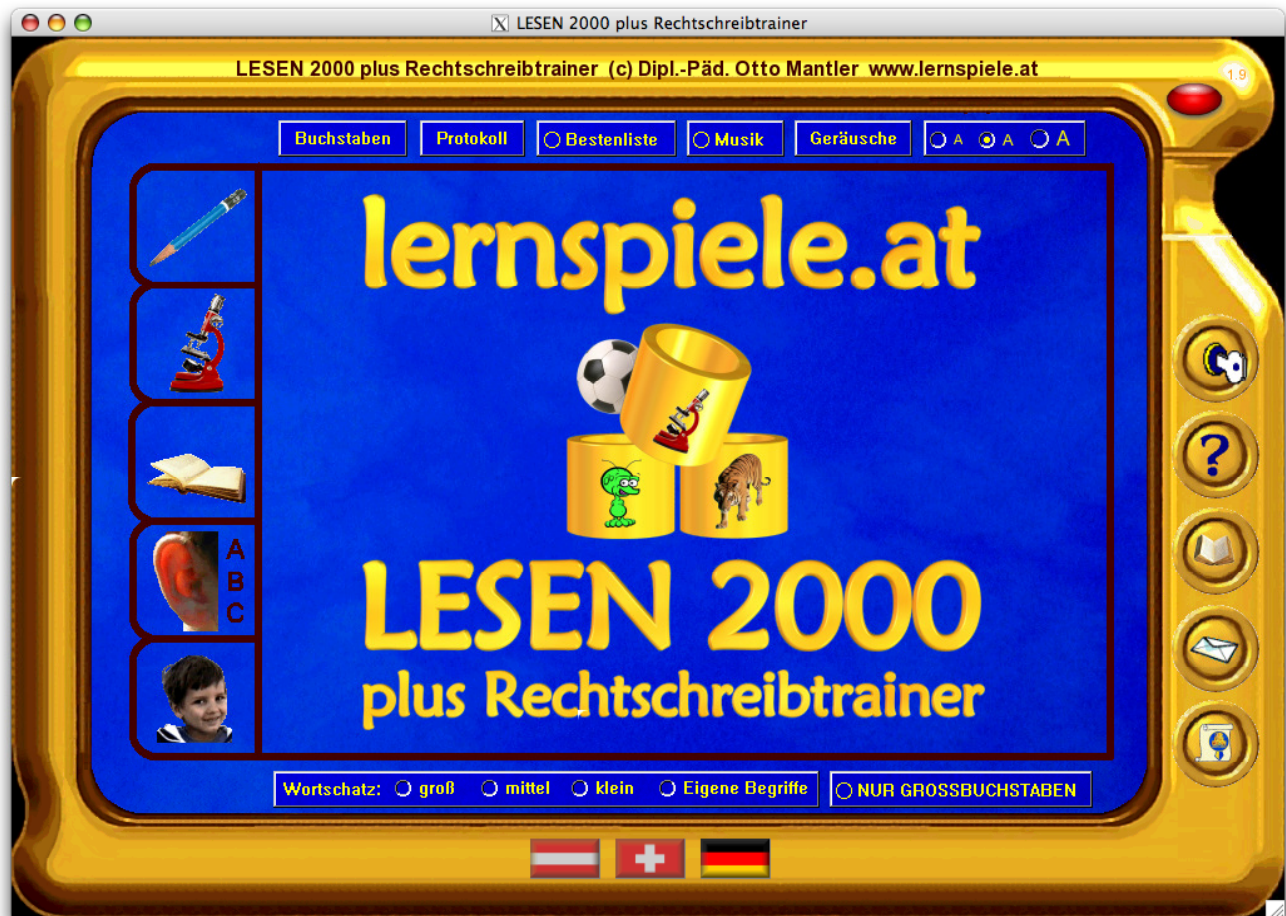 LESEN 2000 plus Rechtschreibtrainer
LESEN 2000 plus Rechtschreibtrainer (c) Dipl.-Päd. Otto Mantler www.lernspiele.at
1.9
Buchstaben Protokoll Bestenliste Musik Geräusche A A A
lernspiele.at
A
B
C
LESEN 2000
plus Rechtschreibtrainer
Wortschatz: groß mittel klein Eigene Begriffe NUR GROSSBUCHSTABEN